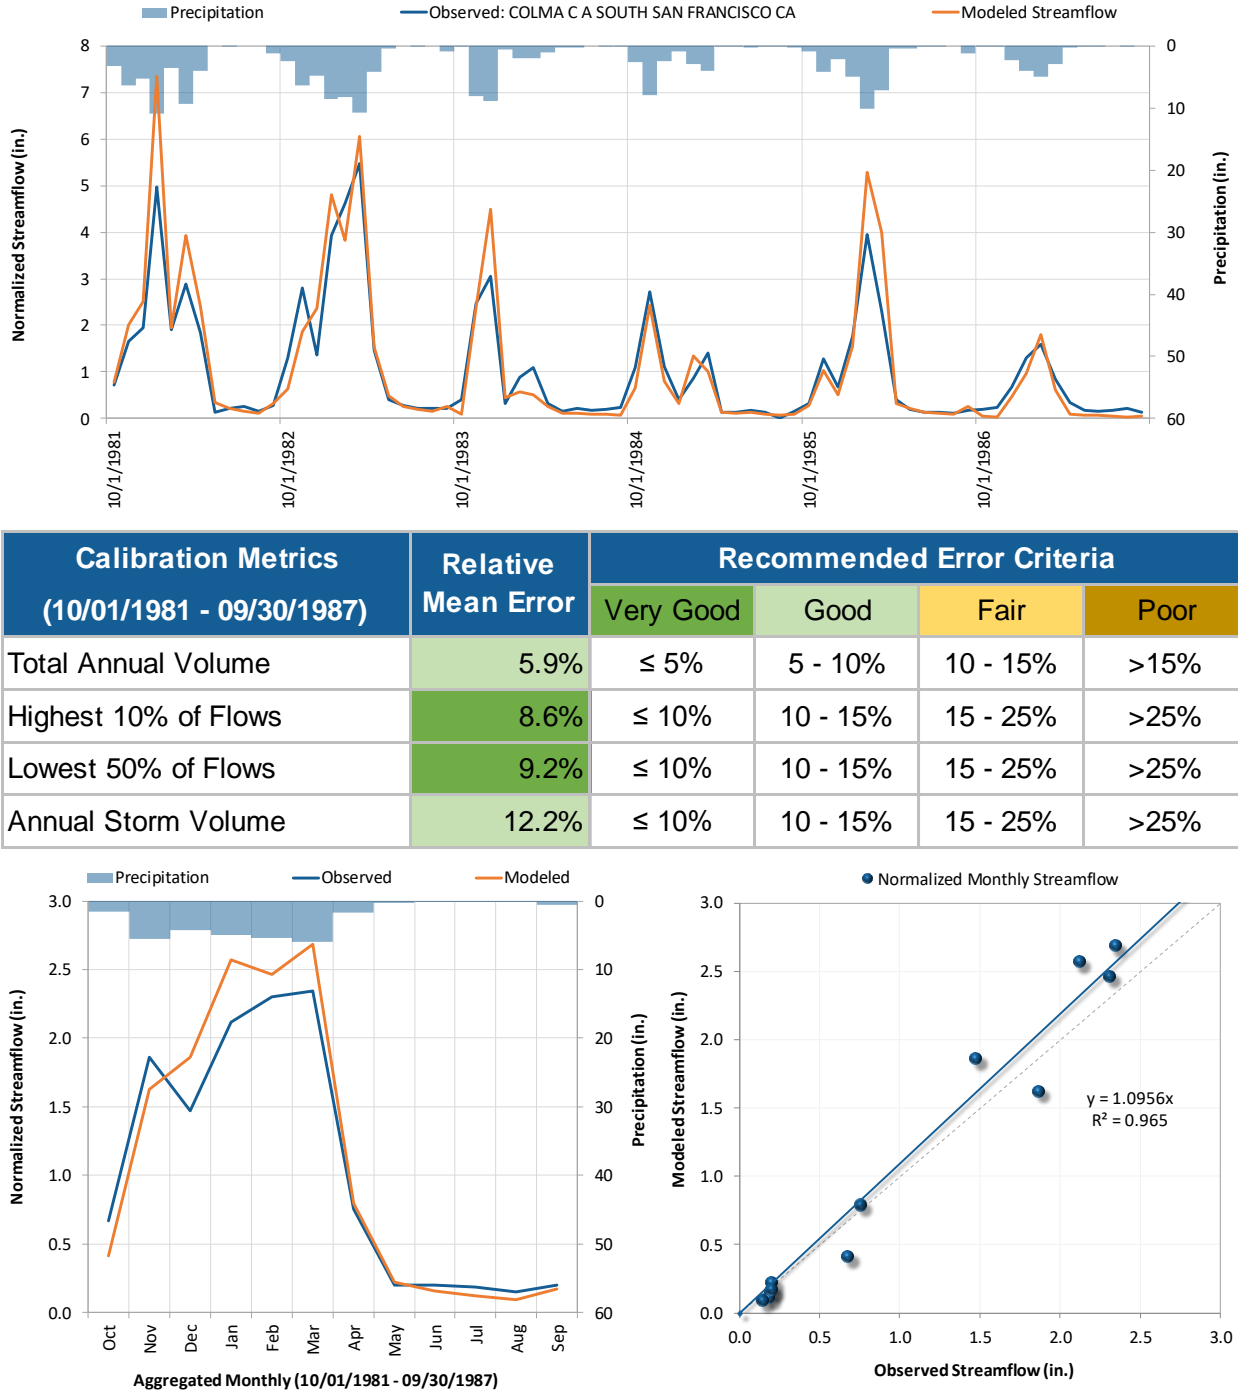 Precipitation
Observed: COLMA C A SOUTH SAN FRANCISCO CA
Modeled Streamflow
Normalized Streamflow (in.)
8
7
6
5
4
3
2
1
0
0
10
20
30
40
50
60
Precipitation (in.)
10/1/1981
10/1/1982
10/1/1983
10/1/1984
10/1/1985
10/1/1986
Calibration Metrics
(10/01/1981 - 09/30/1987)
Relative
Mean Error
Recommended Error Criteria
Very Good
Good
Fair
Poor
Total Annual Volume 5.9% ≤ 5% 5 - 10% 10 - 15% >15%
Highest 10% of Flows 8.6% ≤ 10% 10 - 15% 15 - 25% >25%
Lowest 50% of Flows 9.2% ≤ 10% 10 - 15% 15 - 25% >25%
Annual Storm Volume 12.2% ≤ 10% 10 - 15% 15 - 25% >25%
Precipitation
Observed
Modeled
Normalized Streamflow (in.)
3.0
2.5
2.0
1.5
1.0
0.5
0.0
0
10
20
30
40
50
60
Precipitation (in.)
Oct
Nov
Dec
Jan
Feb
Mar
Apr
May
Jun
Jul
Aug
Sep
Aggregated Monthly (10/01/1981 - 09/30/1987)
Normalized Monthly Streamflow
Modeled Streamflow (in.)
3.0
2.5
2.0
1.5
1.0
0.5
0.0
y = 1.0956x
R² = 0.965
0.0
0.5
1.0
1.5
2.0
2.5
3.0
Observed Streamflow (in.)